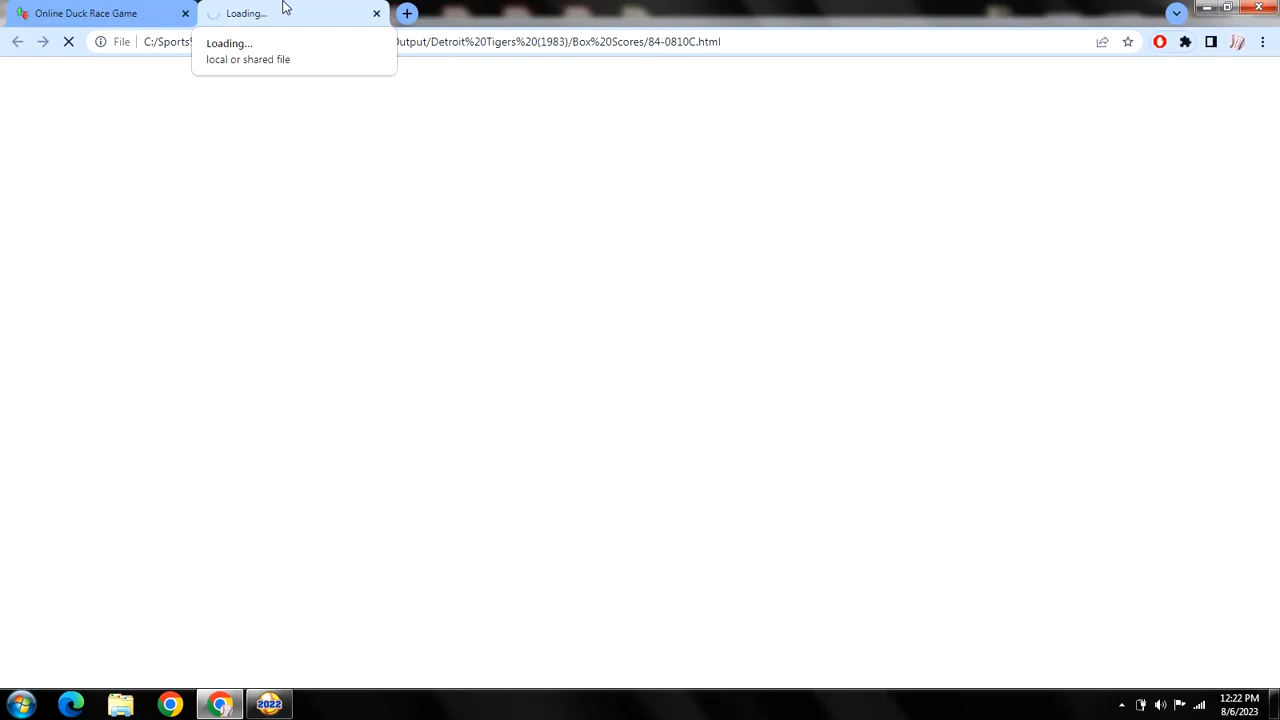 Online Duck Race Game
Loading...
File
C:/Sports
Output/Detroit%20Tigers%20(1983)/Box%20Scores/84-0810C.html
Loading...
local or shared file
2022
12:22 PM
8/6/2023